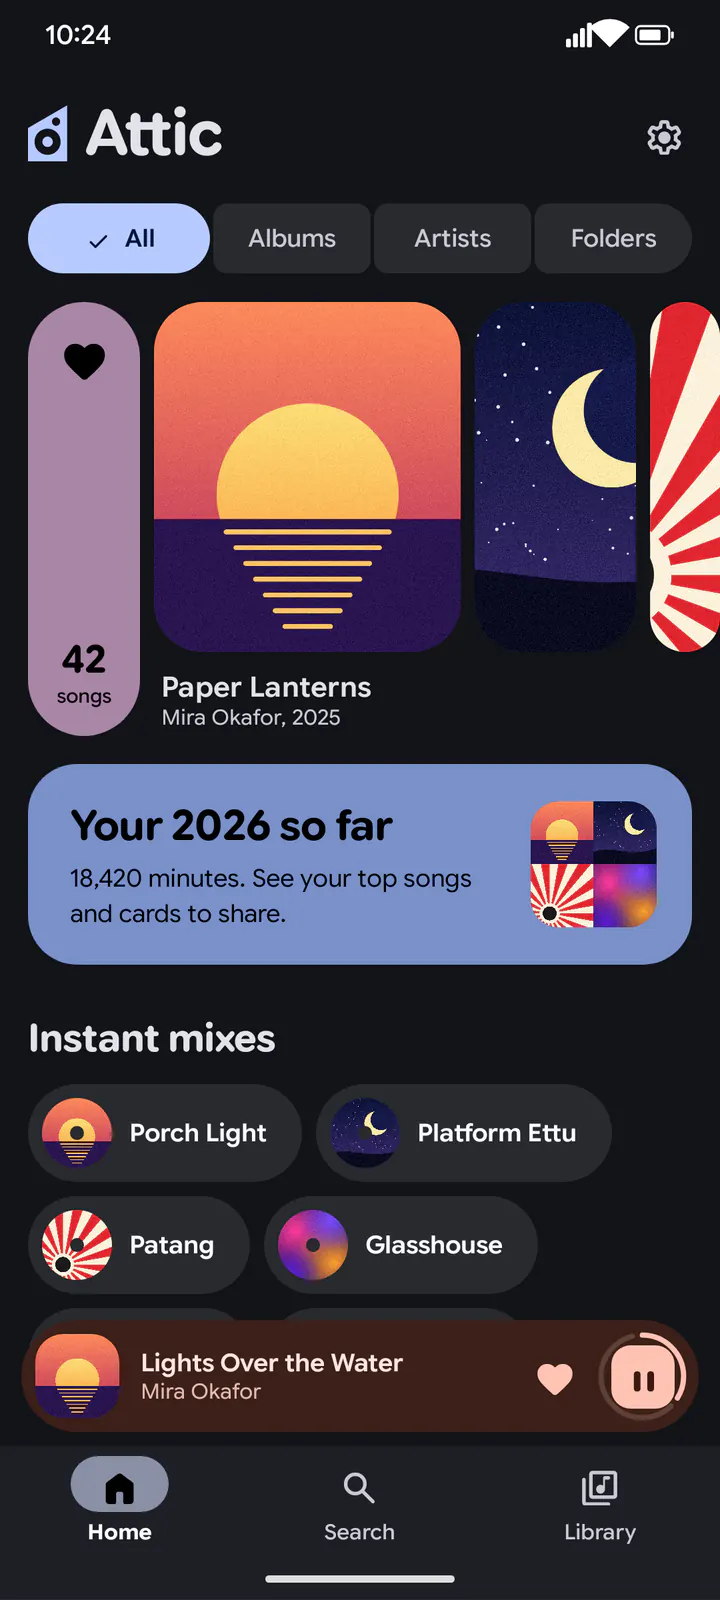 10:24
Attic
All
Albums
Artists
Folders
42
songs
Paper Lanterns
Mira Okafor, 2025
Your 2026 so far
18,420 minutes. See your top songs
and cards to share.
Instant mixes
Porch Light
Platform Ettu
Patang
Glasshouse
Lights Over the Water
Mira Okafor
Home
Search
Library